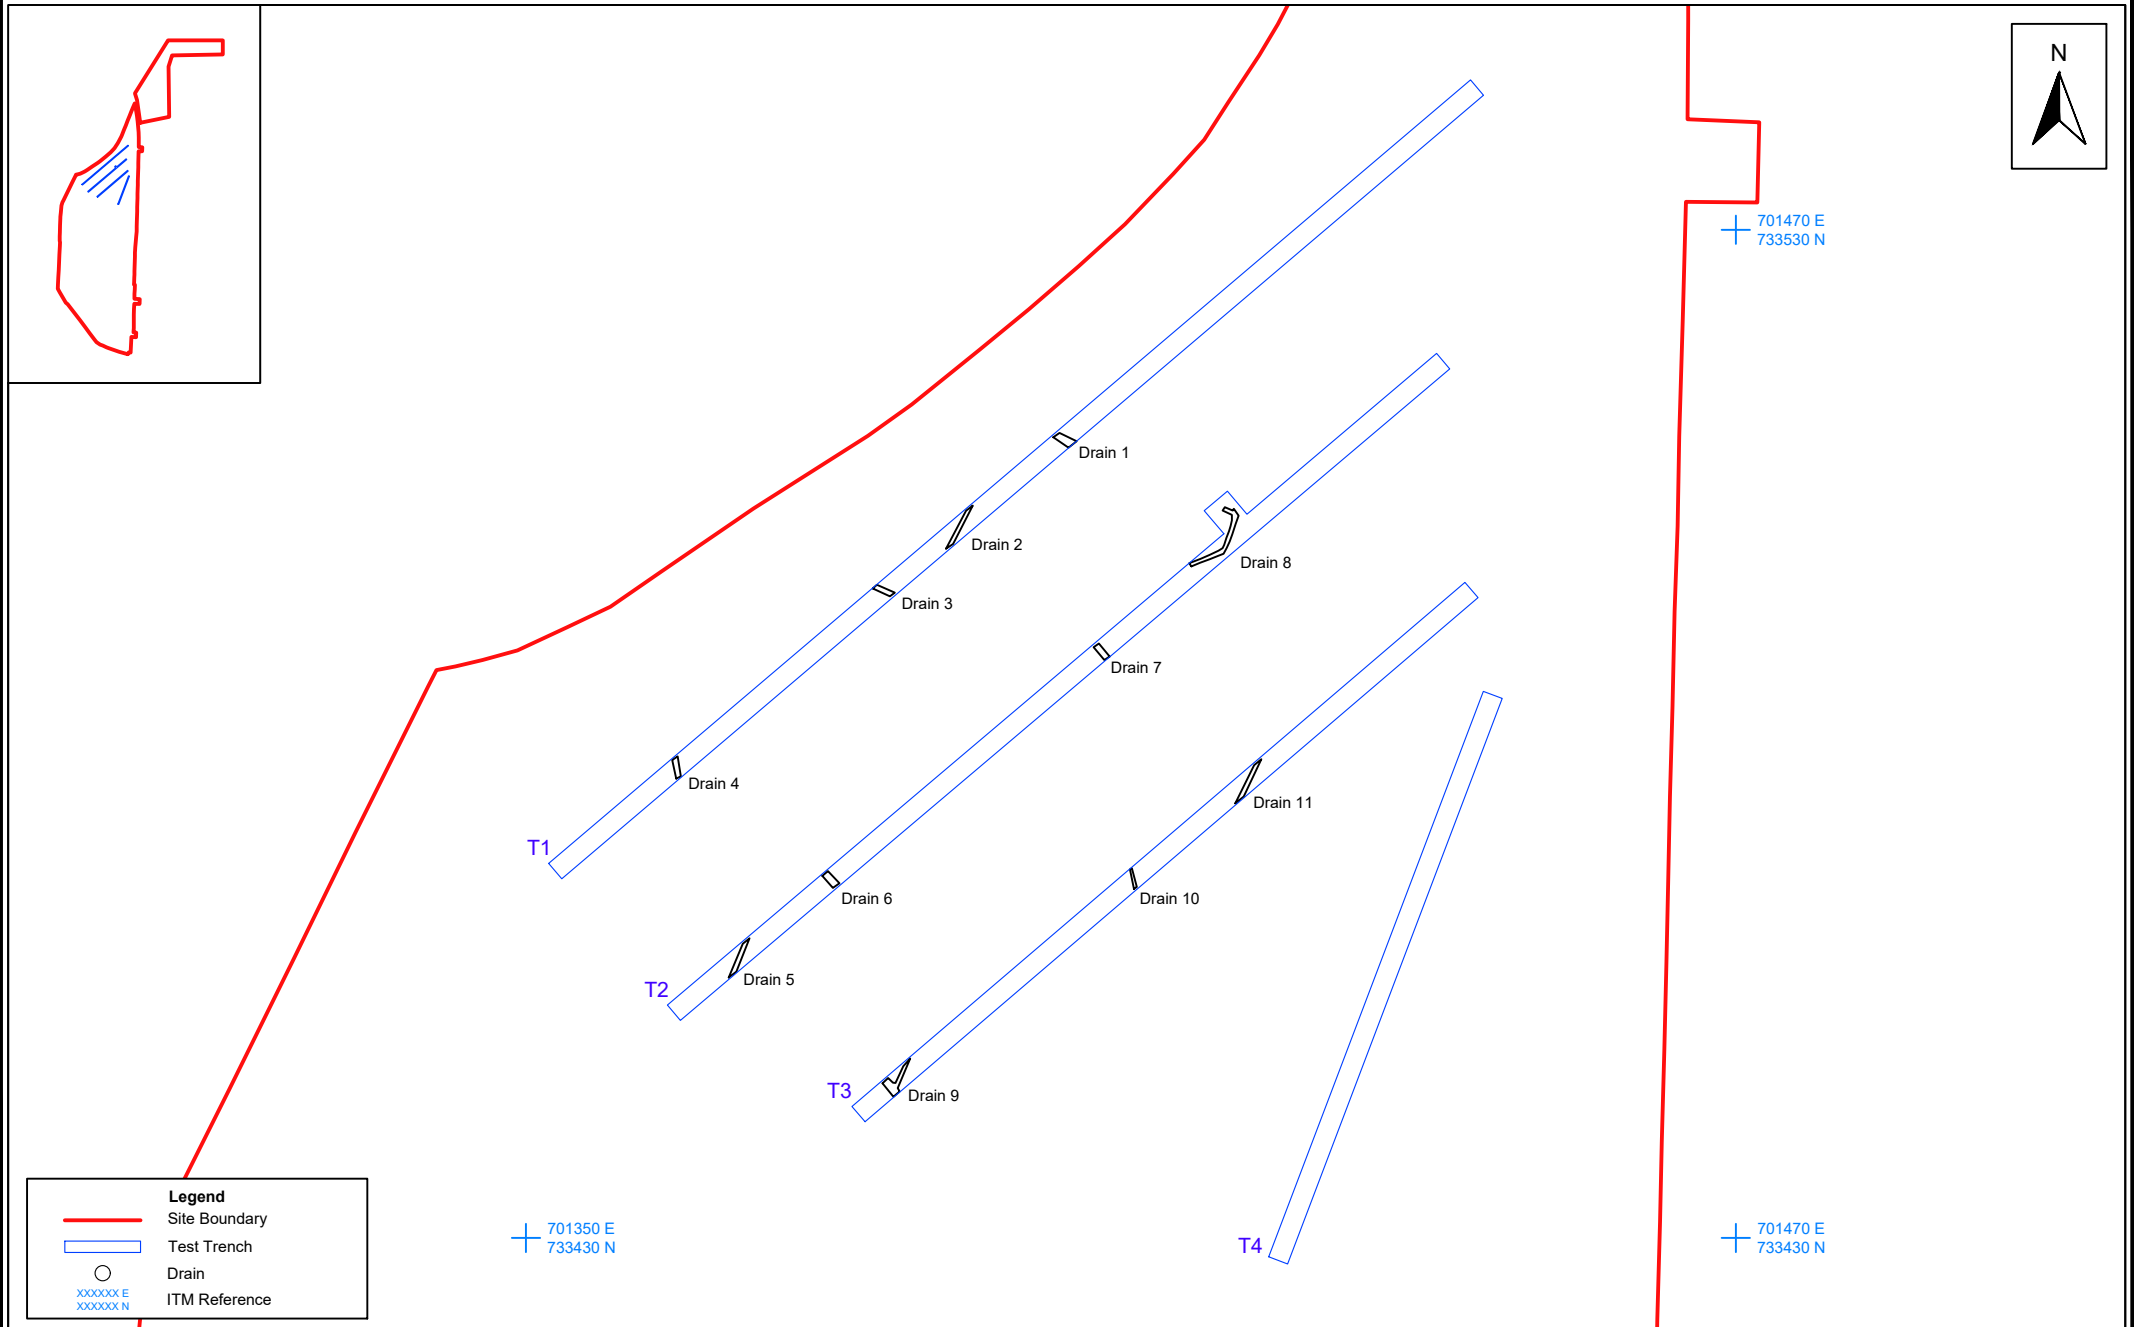 N
701470 E
733530 N
Drain 1
Drain 2
Drain 8
Drain 3
Drain 7
Drain 4
Drain 11
T1
Drain 6
Drain 10
Drain 5
T2
T3
Drain 9
Legend
Site Boundary
Test Trench
Drain
XXXXXX E
XXXXXX N
ITM Reference
701350 E
733430 N
T4
701470 E
733430 N